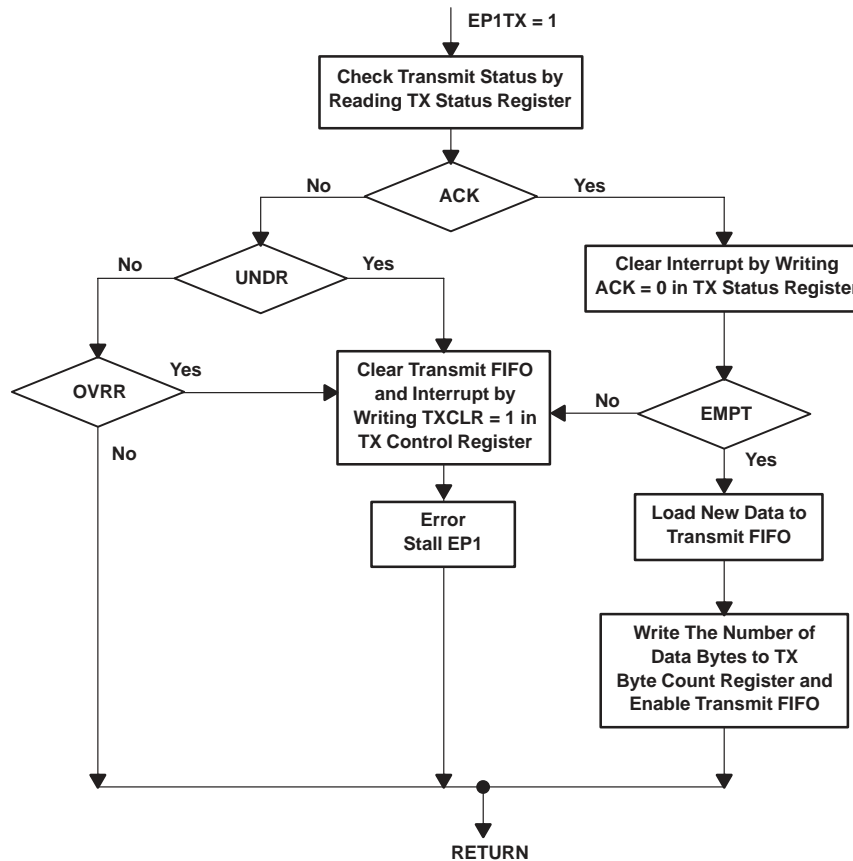 EP1TX = 1
Check Transmit Status by
Reading TX Status Register
ACK
No
Yes
UNDR
No
Yes
Clear Interrupt by Writing
ACK = 0 in TX Status Register
OVRR
Yes
No
Clear Transmit FIFO
and Interrupt by
Writing TXCLR = 1 in
TX Control Register
No
EMPT
Yes
Error
Stall EP1
Load New Data to
Transmit FIFO
Write The Number of
Data Bytes to TX
Byte Count Register and
Enable Transmit FIFO
RETURN